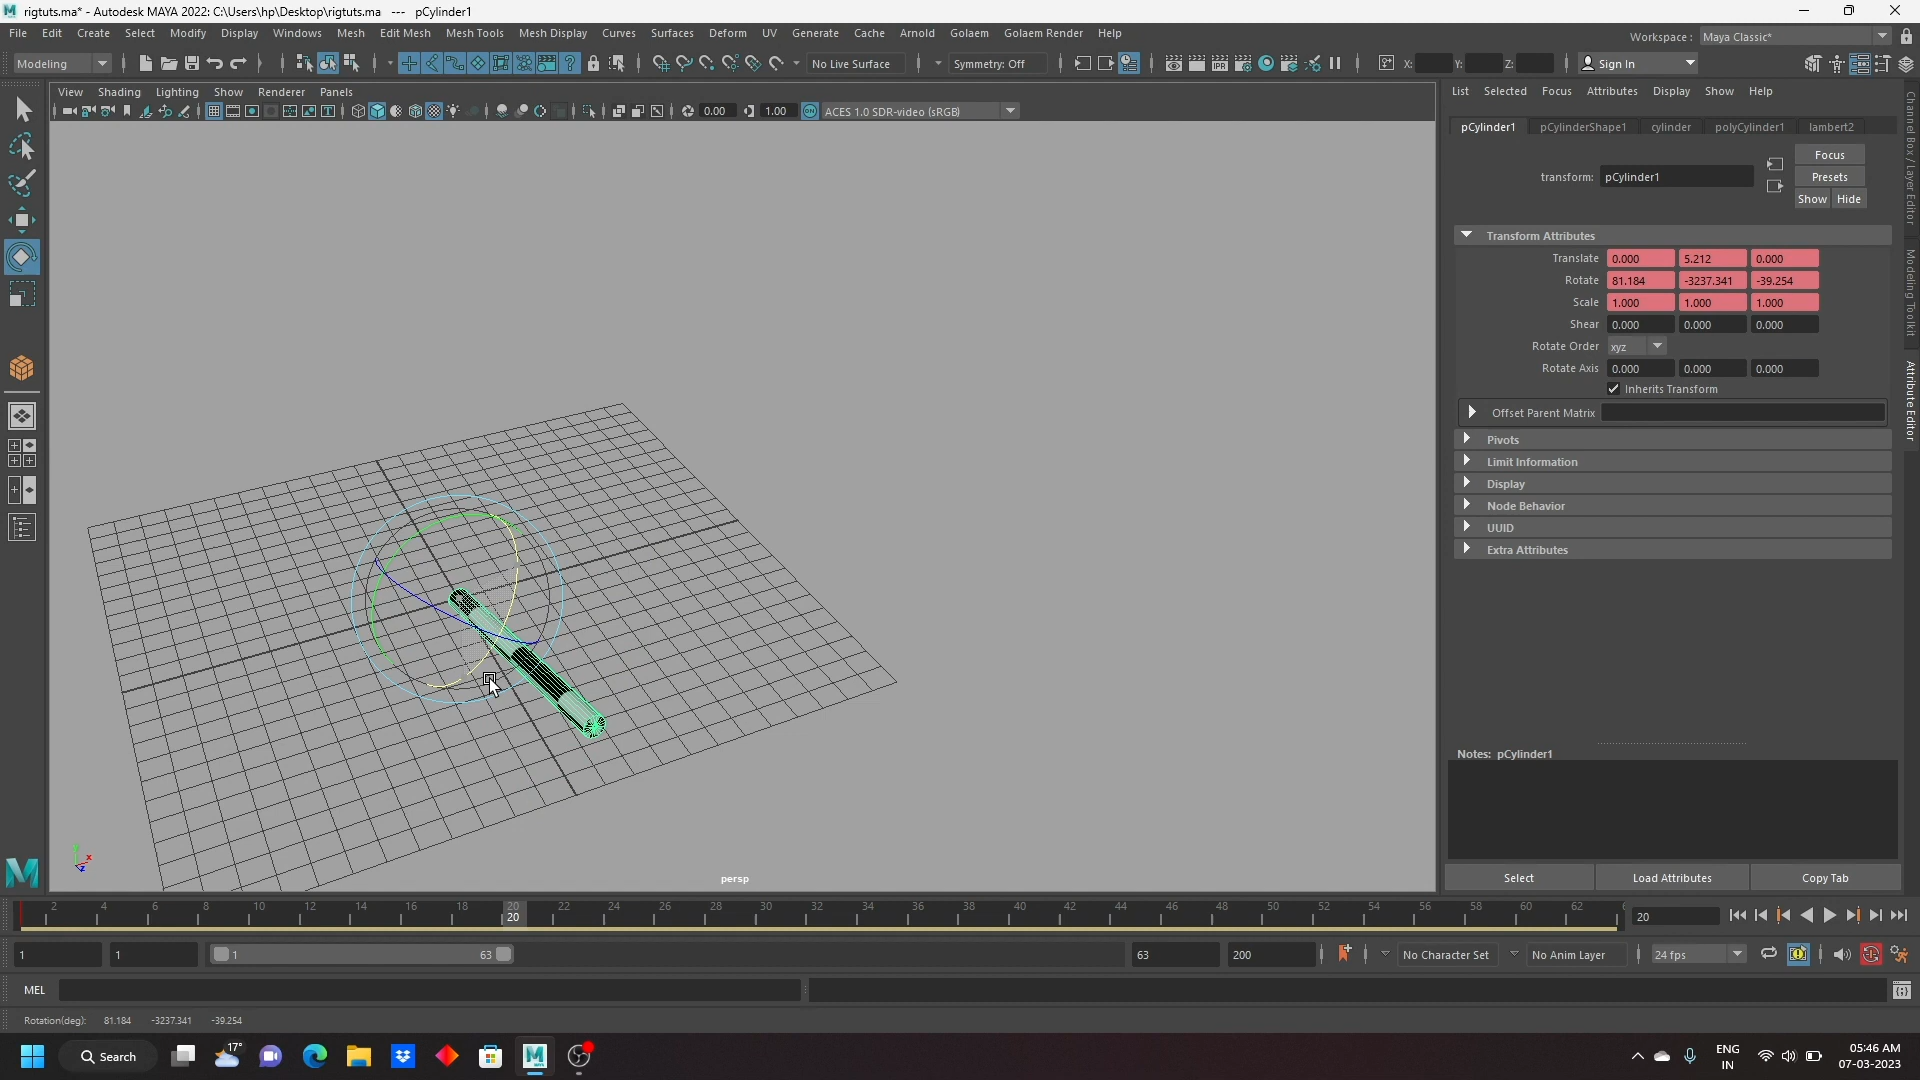 rigtuts.ma* - Autodesk MAYA 2022: C:\Users\hp\Desktop\rigtuts.ma --- pCylinder1
File Edit Create Select Modify Display Windows Mesh Edit Mesh Mesh Tools Mesh Display Curves Surfaces Deform UV Generate Cache Arnold Golaem Golaem Render Help
Workspace : Maya Classic*
Modeling No Live Surface Symmetry: Off X: Y: Z: Sign In
View Shading Lighting Show Renderer Panels
0.00 1.00 ACES 1.0 SDR-video (sRGB)
List Selected Focus Attributes Display Show Help
pCylinder1 pCylinderShape1 cylinder polyCylinder1 lambert2
transform: pCylinder1
Focus
Presets
Show Hide
Transform Attributes
Translate 0.000 5.212 0.000
Rotate 81.184 -3237.341 -39.254
Scale 1.000 1.000 1.000
Shear 0.000 0.000 0.000
Rotate Order xyz
Rotate Axis 0.000 0.000 0.000
Inherits Transform
Offset Parent Matrix
Pivots
Limit Information
Display
Node Behavior
UUID
Extra Attributes
Notes: pCylinder1
Select Load Attributes Copy Tab
Channel Box / Layer Editor
Modeling Toolkit
Attribute Editor
y
x
z
persp
2 4 6 8 10 12 14 16 18 20 22 24 26 28 30 32 34 36 38 40 42 44 46 48 50 52 54 56 58 60 62
20
20
1 1 1 63 63 200 No Character Set No Anim Layer 24 fps
MEL
Rotation(deg): 81.184 -3237.341 -39.254
Search
17°
ENG
IN
05:46 AM
07-03-2023